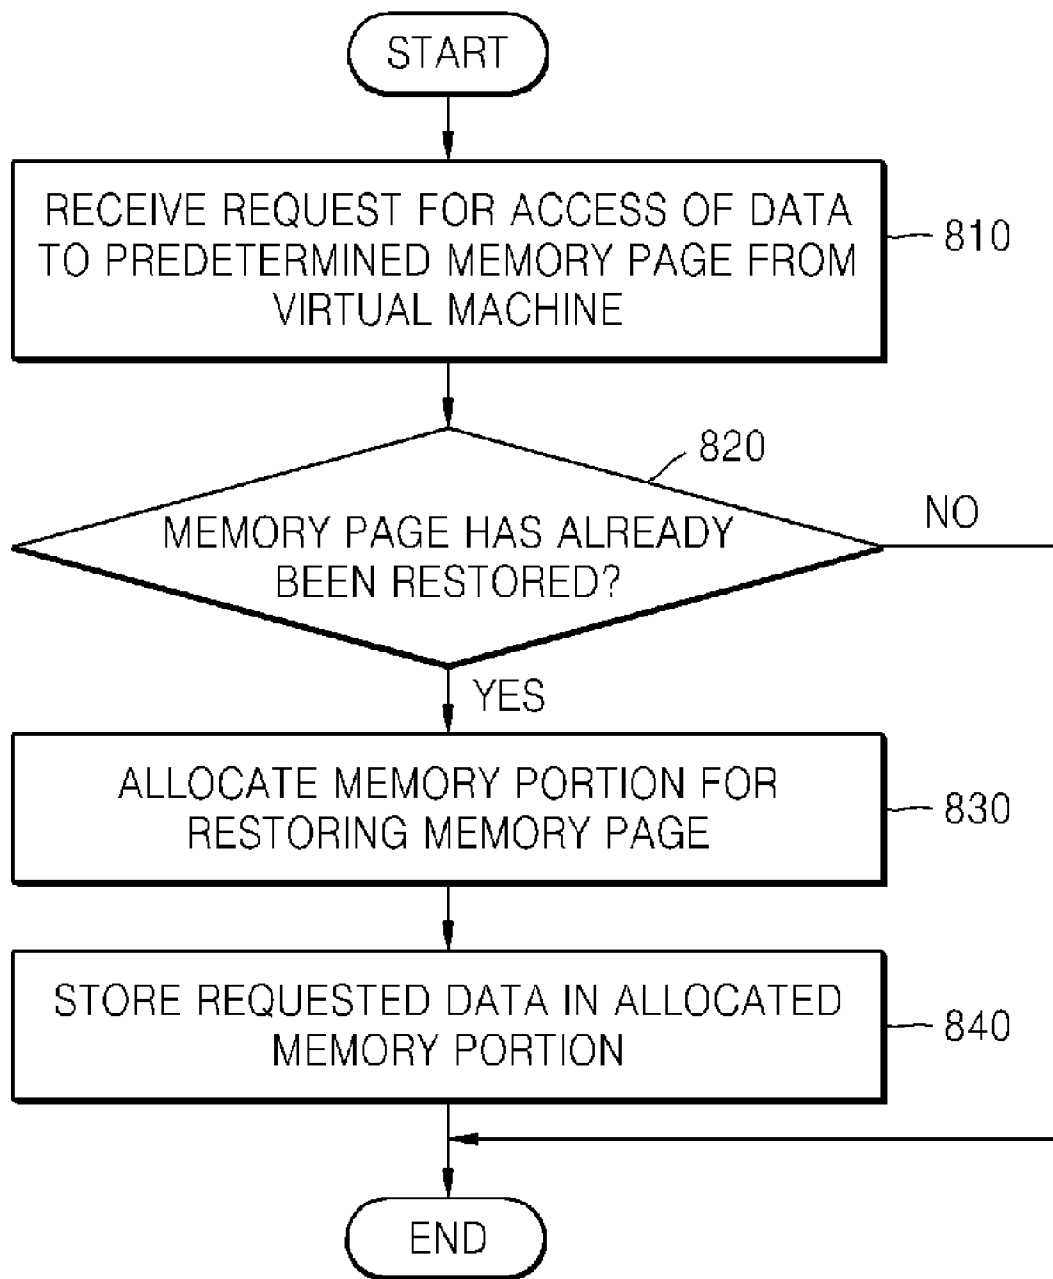 START
RECEIVE REQUEST FOR ACCESS OF DATA
TO PREDETERMINED MEMORY PAGE FROM
VIRTUAL MACHINE
810
820
MEMORY PAGE HAS ALREADY
BEEN RESTORED?
NO
YES
ALLOCATE MEMORY PORTION FOR
RESTORING MEMORY PAGE
830
STORE REQUESTED DATA IN ALLOCATED
MEMORY PORTION
840
END